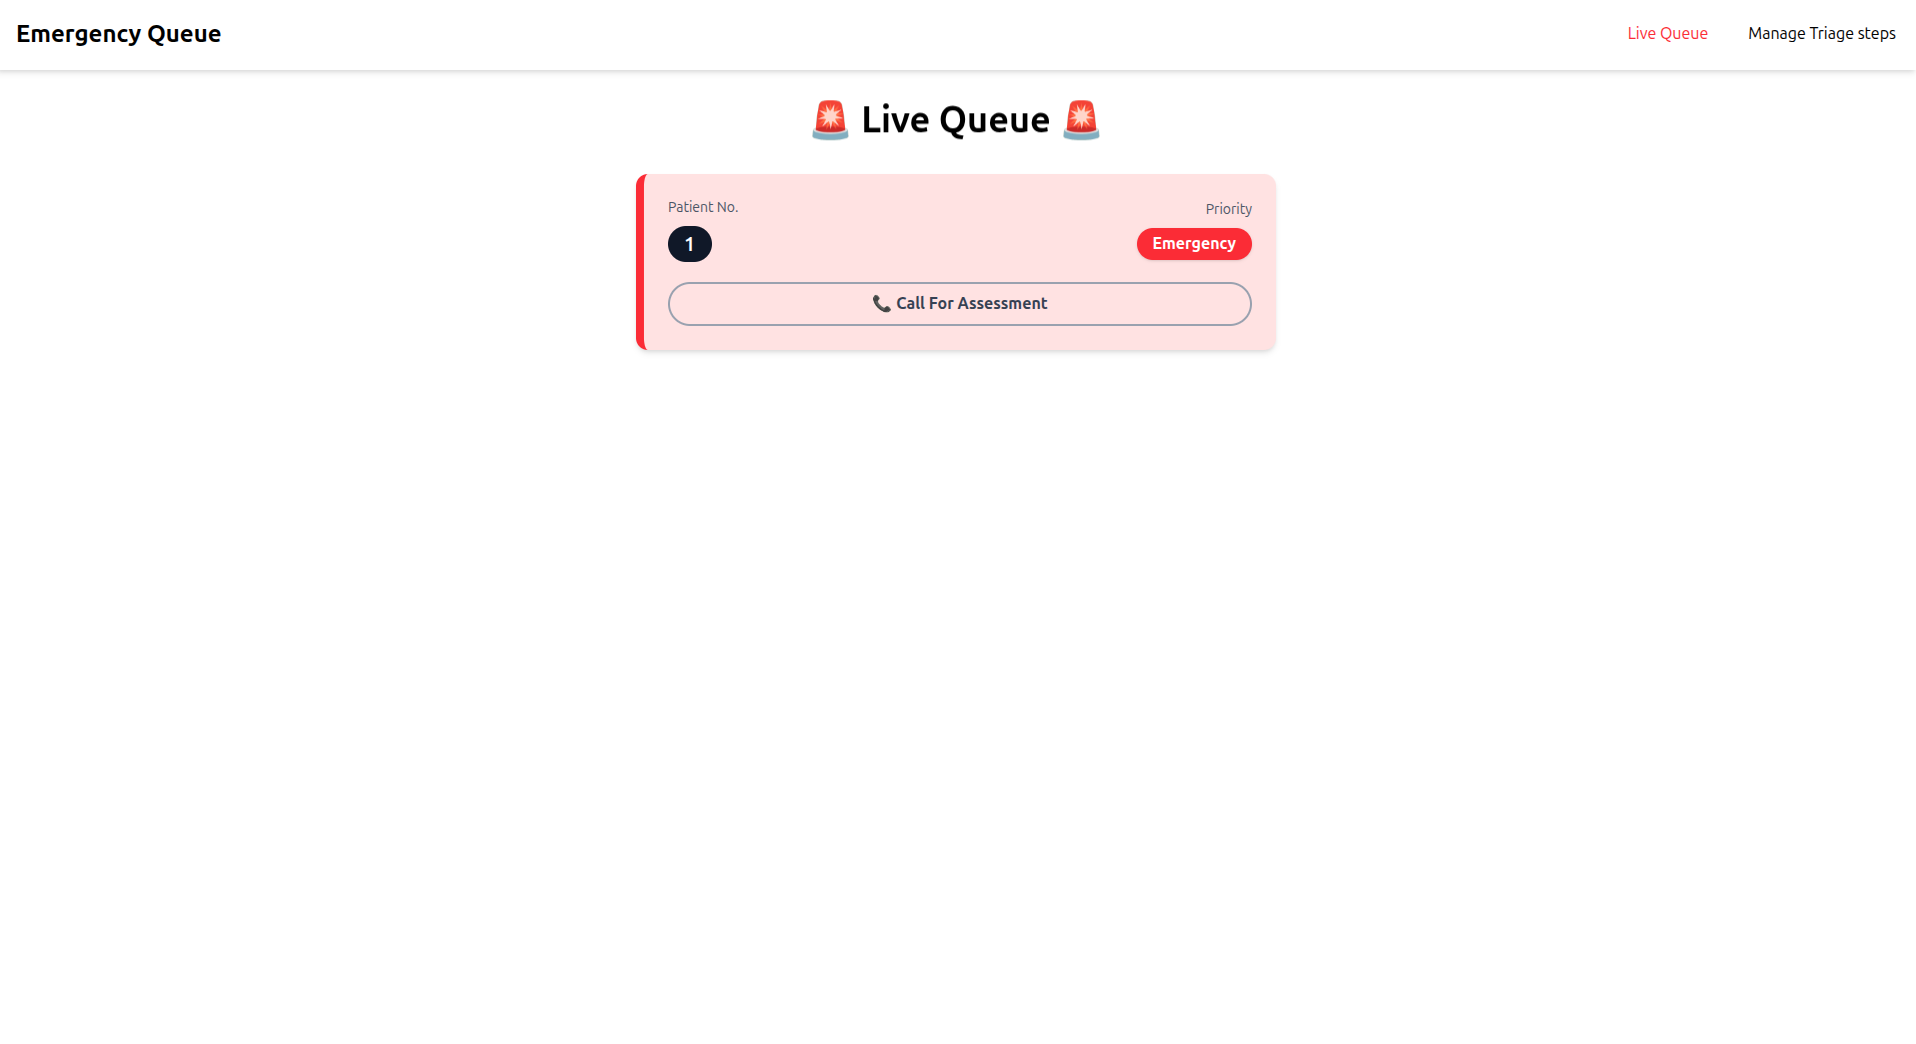 Emergency Queue
Live Queue
Manage Triage steps
🚨 Live Queue 🚨
Patient No.
Priority
1
Emergency
📞 Call For Assessment